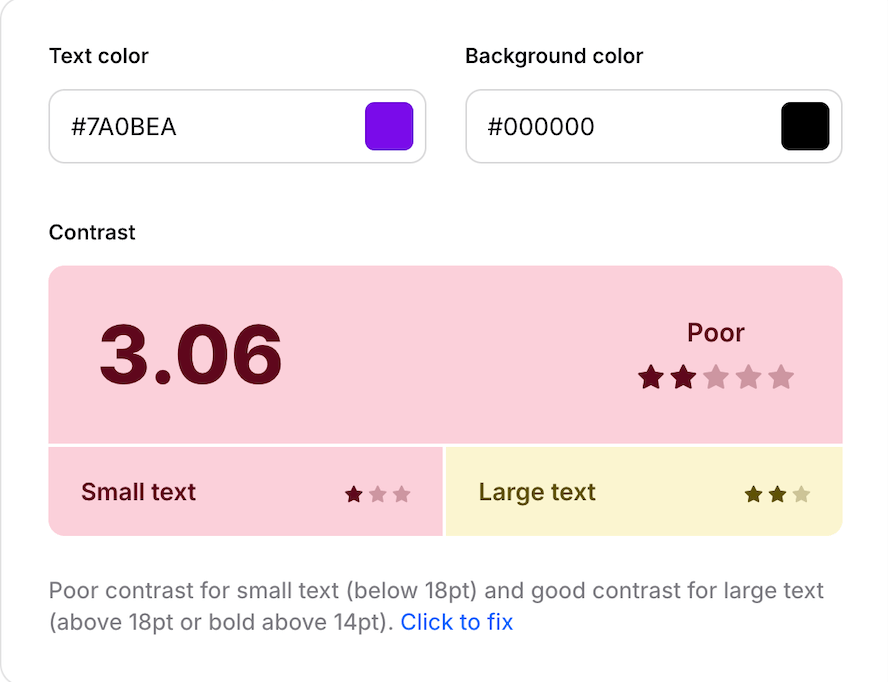 Text color
Background color
#7A0BEA
#000000
Contrast
3.06
Poor
Small text
Large text
Poor contrast for small text (below 18pt) and good contrast for large text
(above 18pt or bold above 14pt). Click to fix